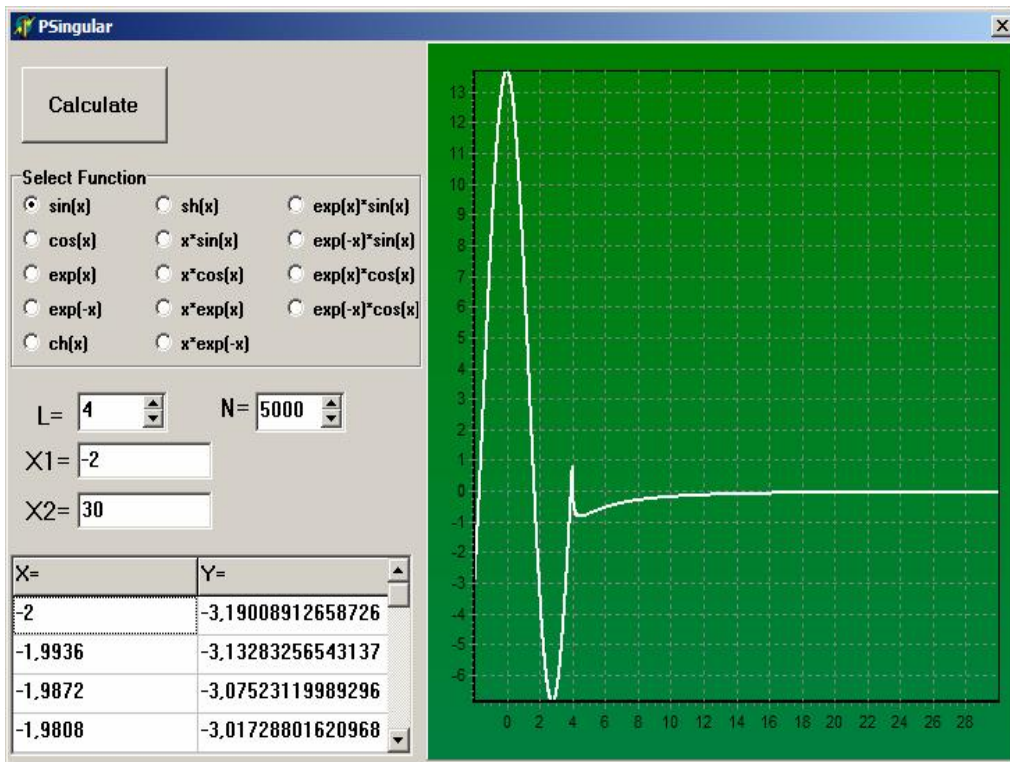 PSingular
Calculate
Select Function
sin(x) sh(x) exp(x)*sin(x)
cos(x) x*sin(x) exp(-x)*sin(x)
exp(x) x*cos(x) exp(x)*cos(x)
exp(-x) x*exp(x) exp(-x)*cos(x)
ch(x) x*exp(-x)
L= 4 N= 5000
X1= -2
X2= 30
X= Y=
-2 -3,19008912658726
-1,9936 -3,13283256543137
-1,9872 -3,07523119989296
-1,9808 -3,01728801620968
13
12
11
10
9
8
7
6
5
4
3
2
1
0
-1
-2
-3
-4
-5
-6
0 2 4 6 8 10 12 14 16 18 20 22 24 26 28